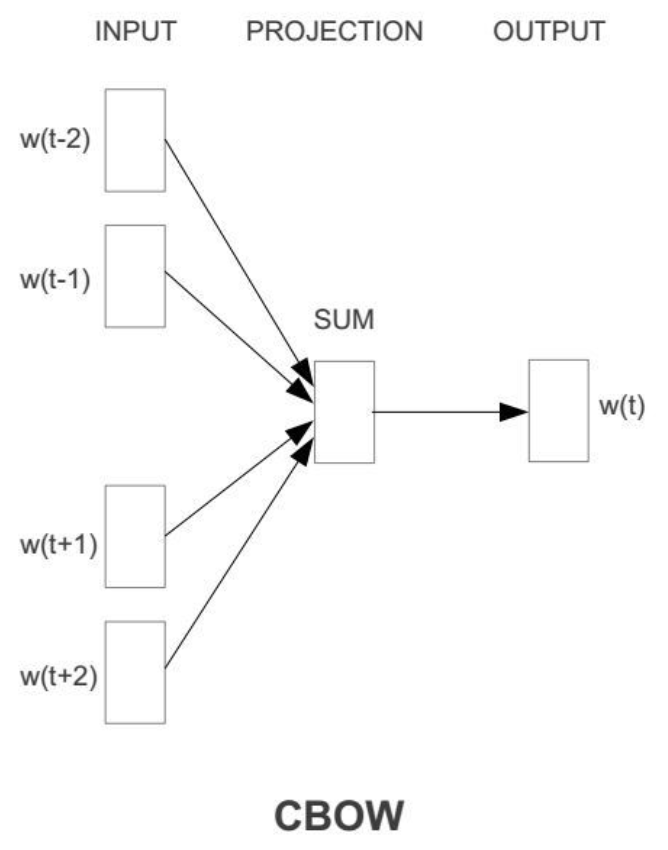 INPUT PROJECTION OUTPUT
w(t-2)
w(t-1)
SUM
w(t)
w(t+1)
w(t+2)
CBOW